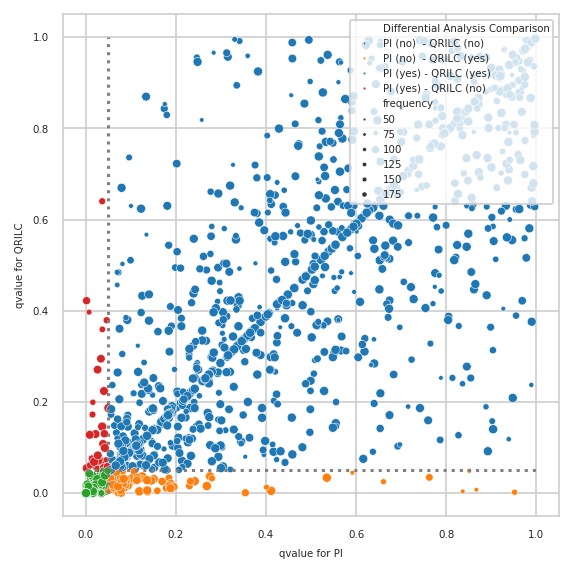 1.0
0.8
0.6
0.4
0.2
0.0
qvalue for QRILC
Differential Analysis Comparison
PI (no) - QRILC (no)
PI (no) - QRILC (yes)
PI (yes) - QRILC (yes)
PI (yes) - QRILC (no)
frequency
50
75
100
125
150
175
0.0 0.2 0.4 0.6 0.8 1.0
qvalue for PI